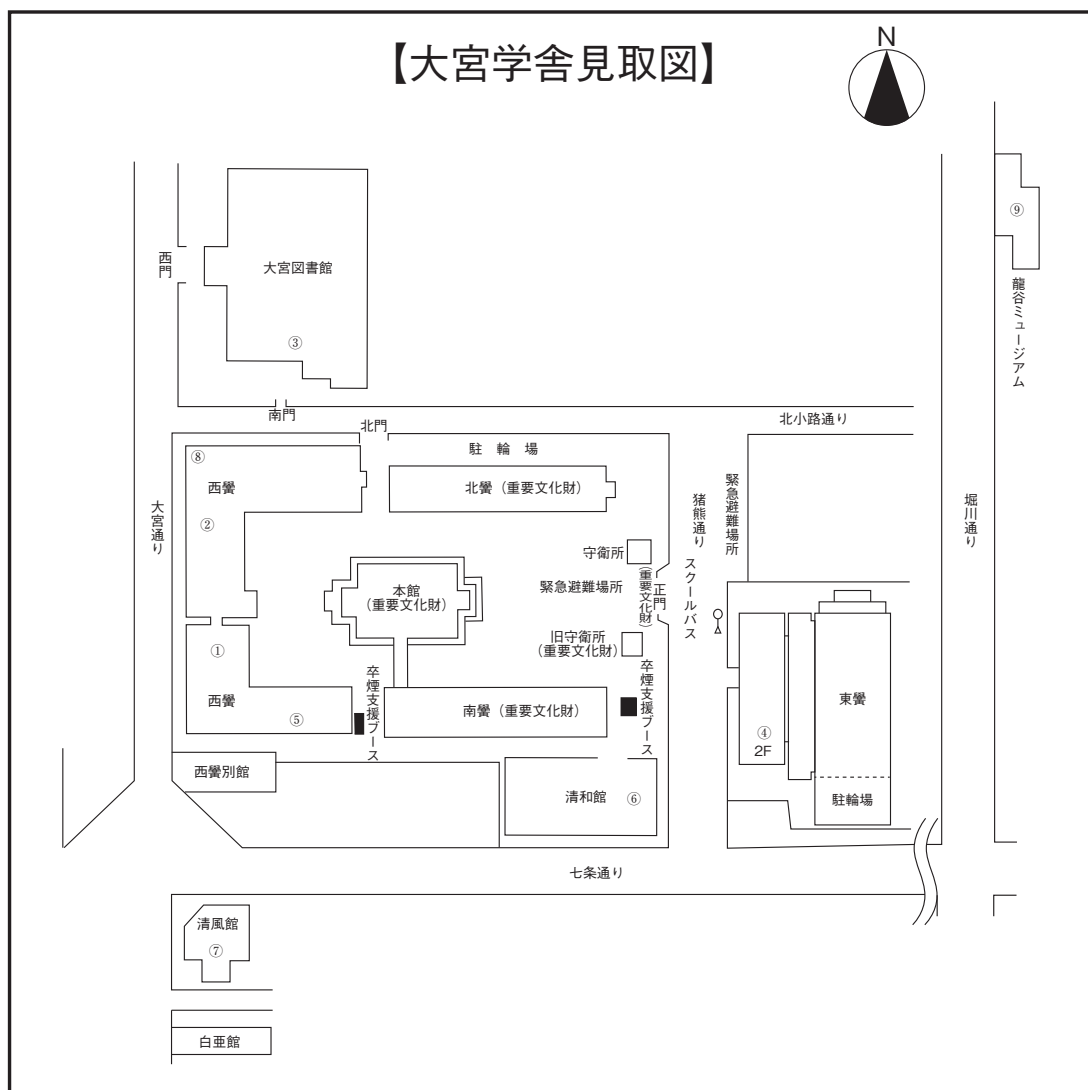 【大宮学舎見取図】
N
⑨
龍谷ミュージアム
西門
大宮図書館
③
南門
北門
北小路通り
駐輪場
⑧
西黌
②
大宮通り
北黌（重要文化財）
猪熊通り
緊急避難場所
堀川通り
守衛所
緊急避難場所
正門
（重要文化財）
スクールバス
本館
（重要文化財）
旧守衛所
（重要文化財）
①
西黌
⑤
卒煙支援ブース
南黌（重要文化財）
卒煙支援ブース
東黌
④
2F
駐輪場
西黌別館
清和館
⑥
七条通り
清風館
⑦
白亜館